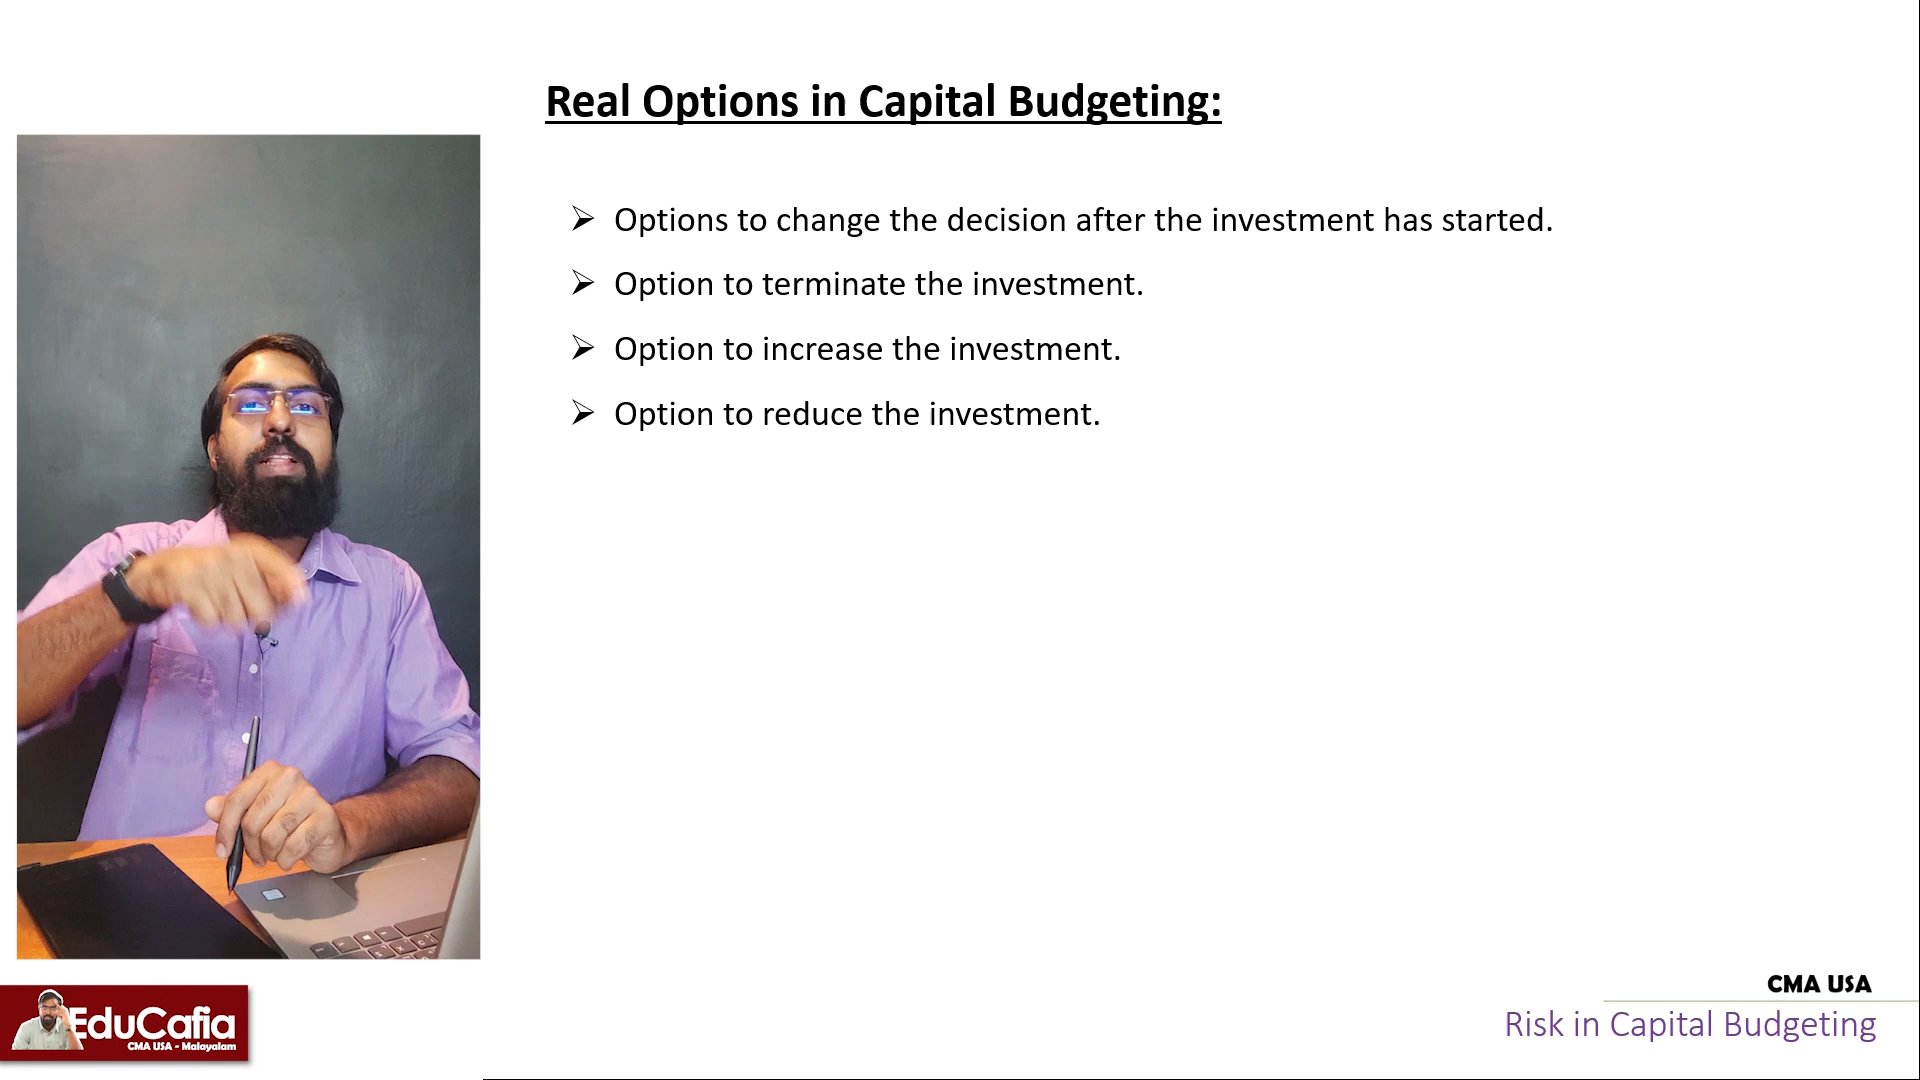 Real Options in Capital Budgeting:
➢ Options to change the decision after the investment has started.
➢ Option to terminate the investment.
➢ Option to increase the investment.
➢ Option to reduce the investment.
EduCafia
CMA USA - Malayalam
CMA USA
Risk in Capital Budgeting